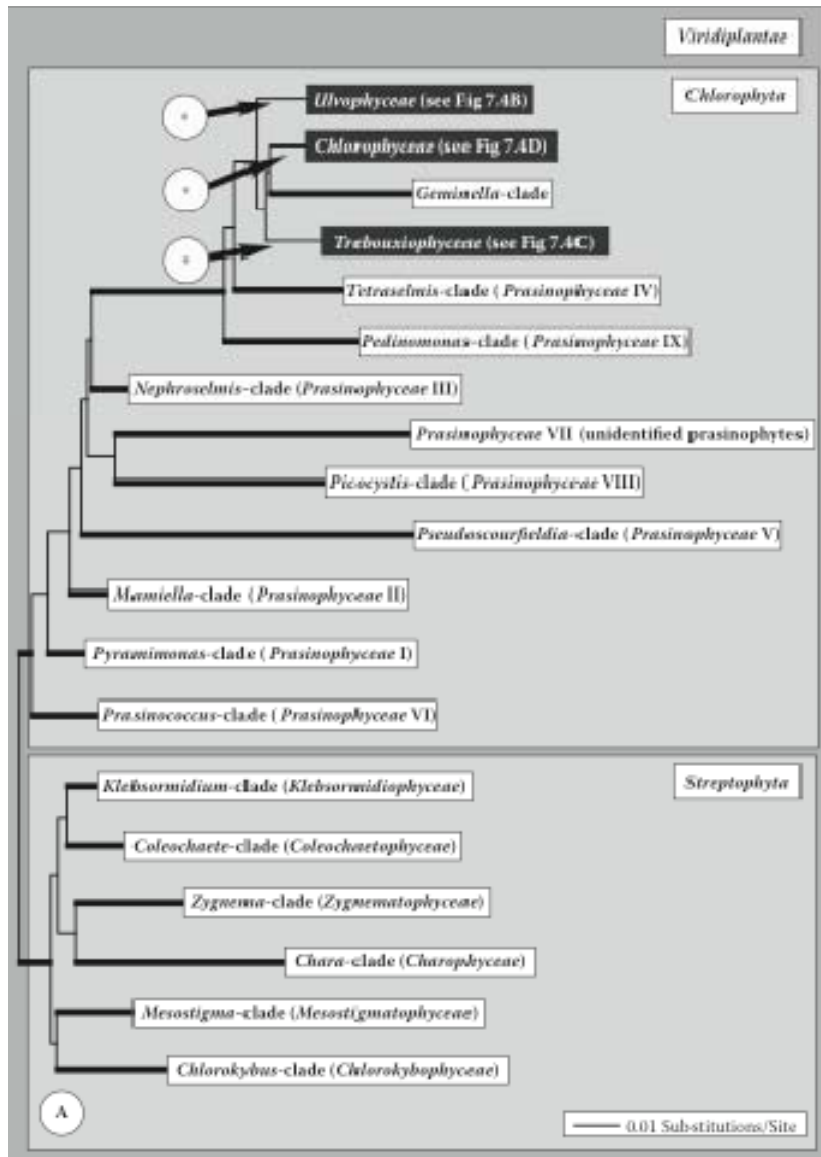 Viridiplantae
Chlorophyta
Ulvophyceae (see Fig 7.4B)
Chlorophyceae (see Fig 7.4D)
Geminella-clade
Trebouxiophyceae (see Fig 7.4C)
Tetraselmis-clade (Prasinophyceae IV)
Pedinomonas-clade (Prasinophyceae IX)
Nephroselmis-clade (Prasinophyceae III)
Prasinophyceae VII (unidentified prasinophytes)
Picocystis-clade (Prasinophyceae VIII)
Pseudoscourfieldia-clade (Prasinophyceae V)
Mamiella-clade (Prasinophyceae II)
Pyramimonas-clade (Prasinophyceae I)
Prasinococcus-clade (Prasinophyceae VI)
Streptophyta
Klebsormidium-clade (Klebsormidiophyceae)
Coleochaete-clade (Coleochaetophyceae)
Zygnema-clade (Zygnematophyceae)
Chara-clade (Charophyceae)
Mesostigma-clade (Mesostigmatophyceae)
Chlorokybus-clade (Chlorokybophyceae)
A
0.01 Substitutions/Site